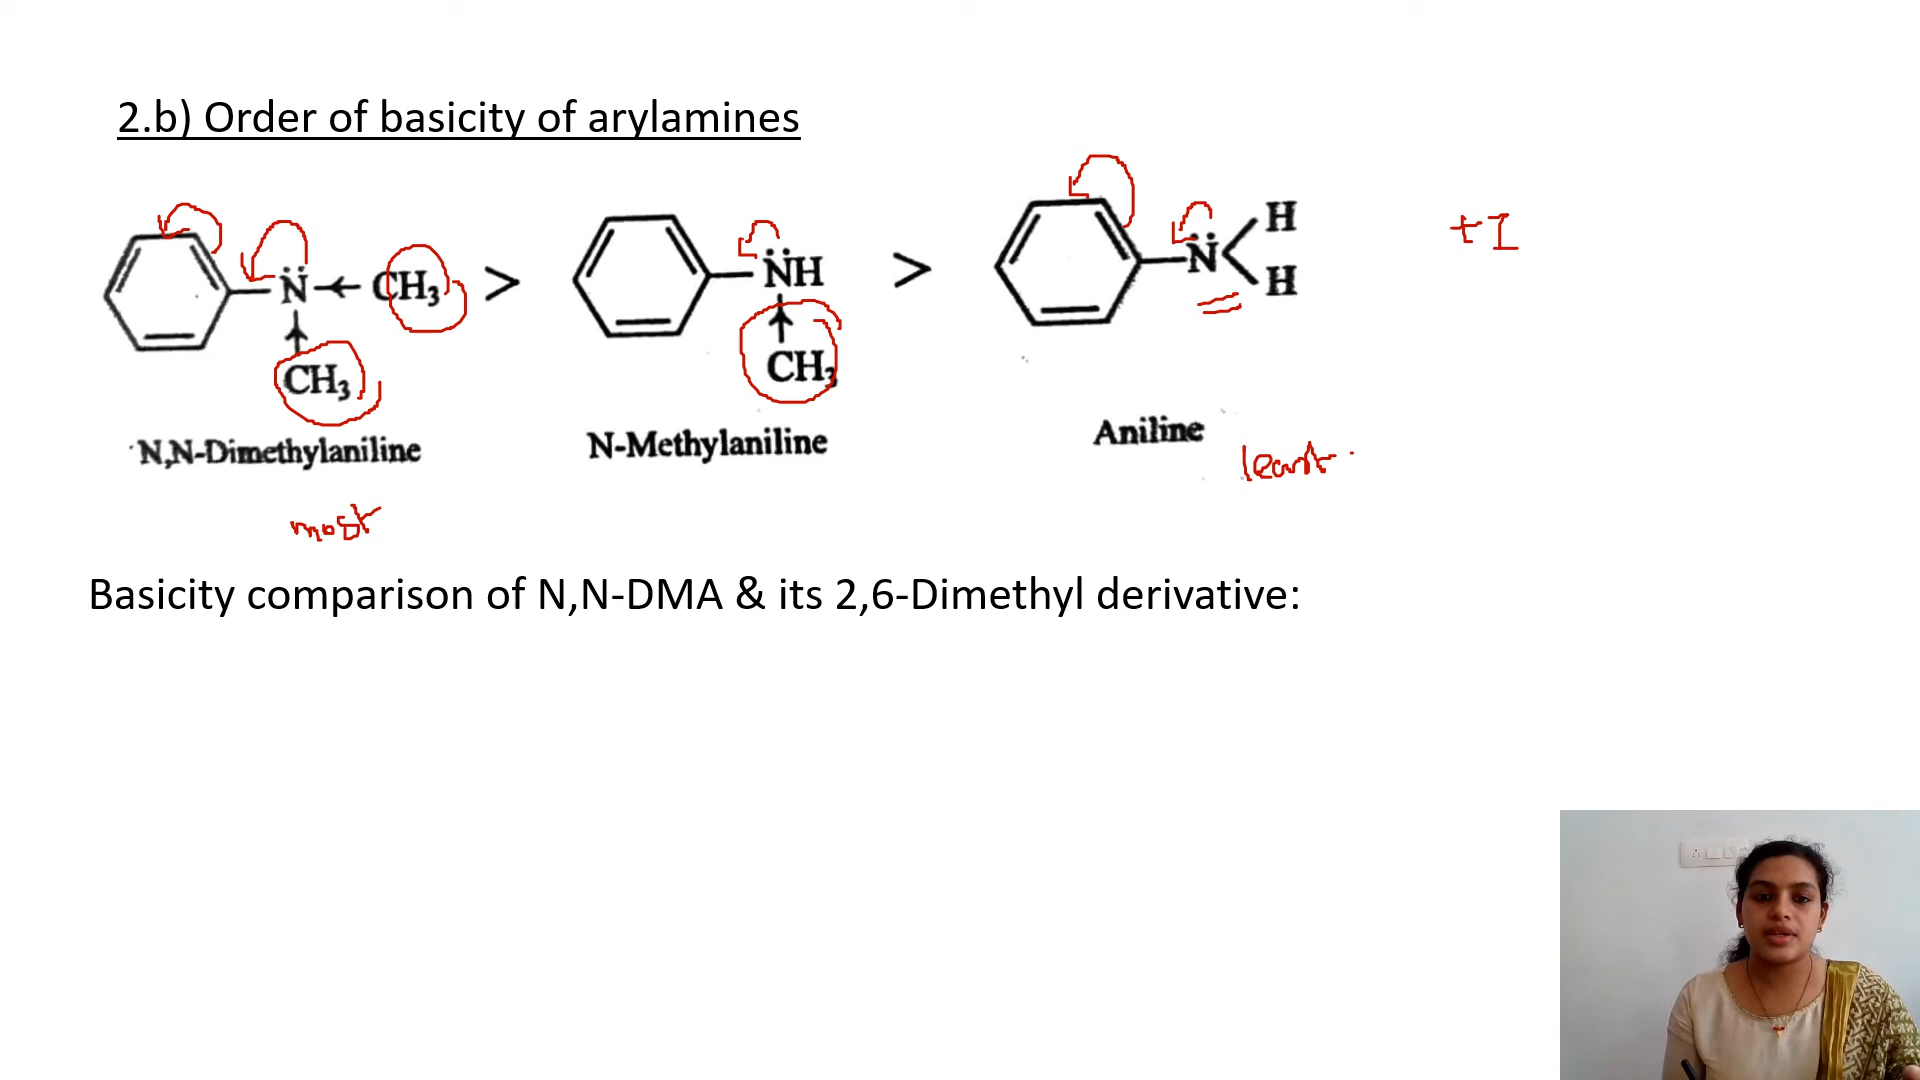 2.b) Order of basicity of arylamines
N̈ ← CH₃ > N̈H > N̈ H H +I
↑ CH₃ ↑ CH₃
N,N-Dimethylaniline N-Methylaniline Aniline
least
most
Basicity comparison of N,N-DMA & its 2,6-Dimethyl derivative: